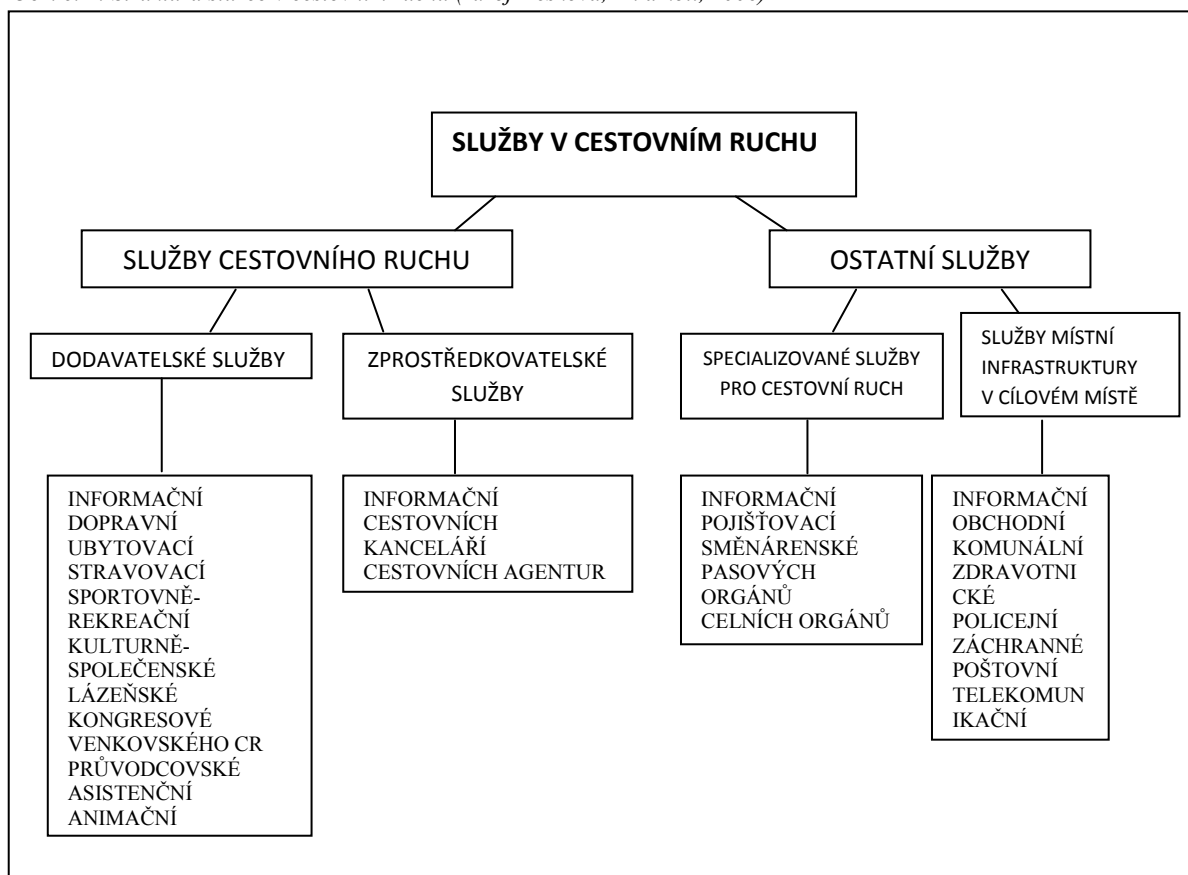 SLUŽBY V CESTOVNÍM RUCHU
SLUŽBY CESTOVNÍHO RUCHU
OSTATNÍ SLUŽBY
DODAVATELSKÉ SLUŽBY
ZPROSTŘEDKOVATELSKÉ
SLUŽBY
SPECIALIZOVANÉ SLUŽBY
PRO CESTOVNÍ RUCH
SLUŽBY MÍSTNÍ
INFRASTRUKTURY
V CÍLOVÉM MÍSTĚ
INFORMAČNÍ
DOPRAVNÍ
UBYTOVACÍ
STRAVOVACÍ
SPORTOVNĚ-
REKREAČNÍ
KULTURNĚ-
SPOLEČENSKÉ
LÁZEŇSKÉ
KONGRESOVÉ
VENKOVSKÉHO CR
PRŮVODCOVSKÉ
ASISTENČNÍ
ANIMAČNÍ
INFORMAČNÍ
CESTOVNÍCH
KANCELÁŘÍ
CESTOVNÍCH AGENTUR
INFORMAČNÍ
POJIŠŤOVACÍ
SMĚNÁRENSKÉ
PASOVÝCH
ORGÁNŮ
CELNÍCH ORGÁNŮ
INFORMAČNÍ
OBCHODNÍ
KOMUNÁLNÍ
ZDRAVOTNI
CKÉ
POLICEJNÍ
ZÁCHRANNÉ
POŠTOVNÍ
TELEKOMUN
IKAČNÍ